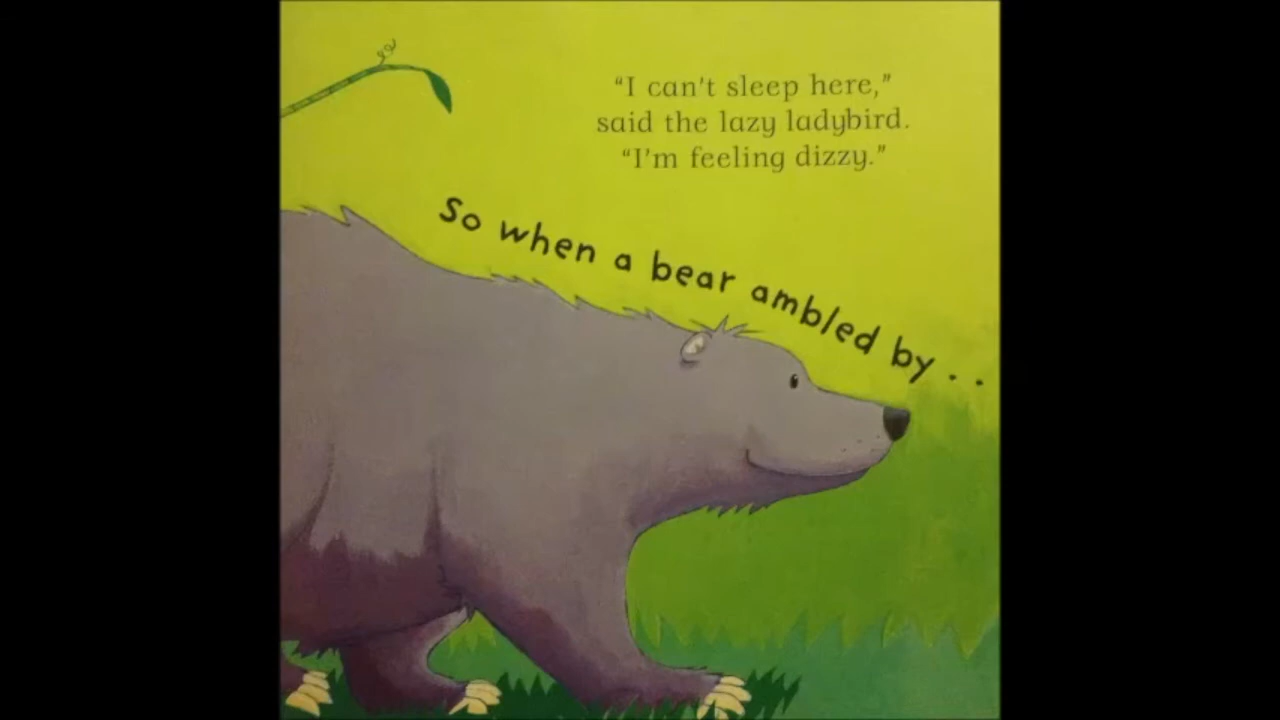 “I can't sleep here,”
said the lazy ladybird.
“I'm feeling dizzy.”
So when a bear ambled by . .